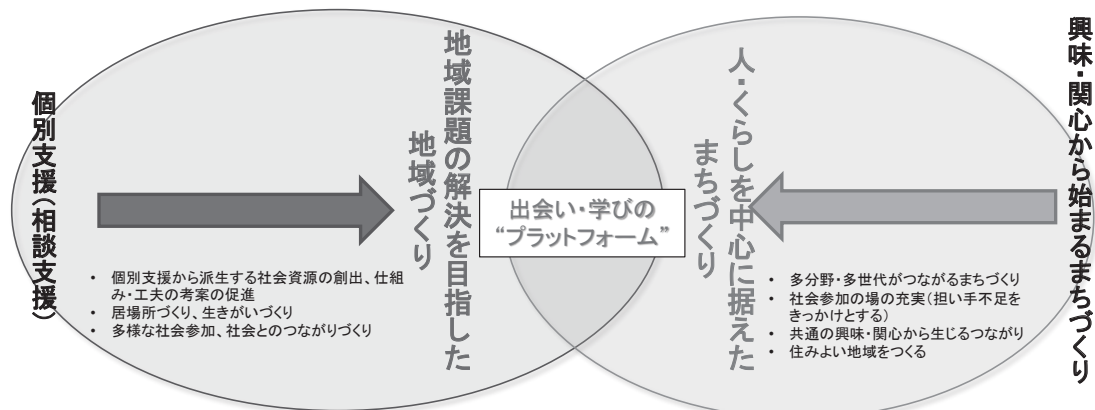 個別支援(相談支援)
地域課題の解決を目指した
地域づくり
出会い・学びの
“プラットフォーム”
人・くらしを中心に据えた
まちづくり
興味・関心から始まるまちづくり
• 個別支援から派生する社会資源の創出、仕組
み・工夫の考案の促進
• 居場所づくり、生きがいづくり
• 多様な社会参加、社会とのつながりづくり
• 多分野・多世代がつながるまちづくり
• 社会参加の場の充実(担い手不足を
きっかけとする)
• 共通の興味・関心から生じるつながり
• 住みよい地域をつくる